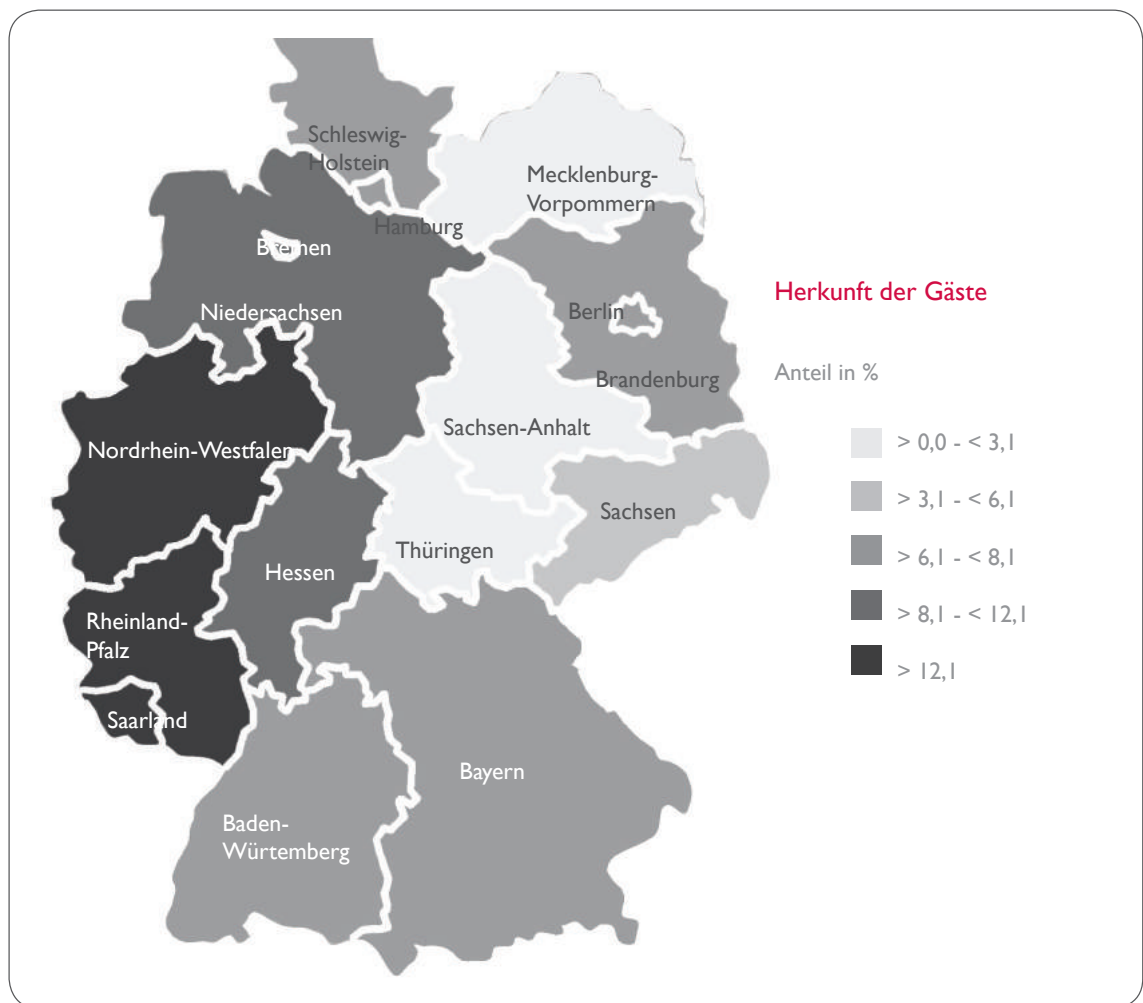 Schleswig-
Holstein
Mecklenburg-
Vorpommern
Hamburg
Bremen
Niedersachsen
Berlin
Brandenburg
Nordrhein-Westfalen
Sachsen-Anhalt
Sachsen
Thüringen
Hessen
Rheinland-
Pfalz
Saarland
Bayern
Baden-
Würtemberg
Herkunft der Gäste
Anteil in %
> 0,0 - < 3,1
> 3,1 - < 6,1
> 6,1 - < 8,1
> 8,1 - < 12,1
> 12,1